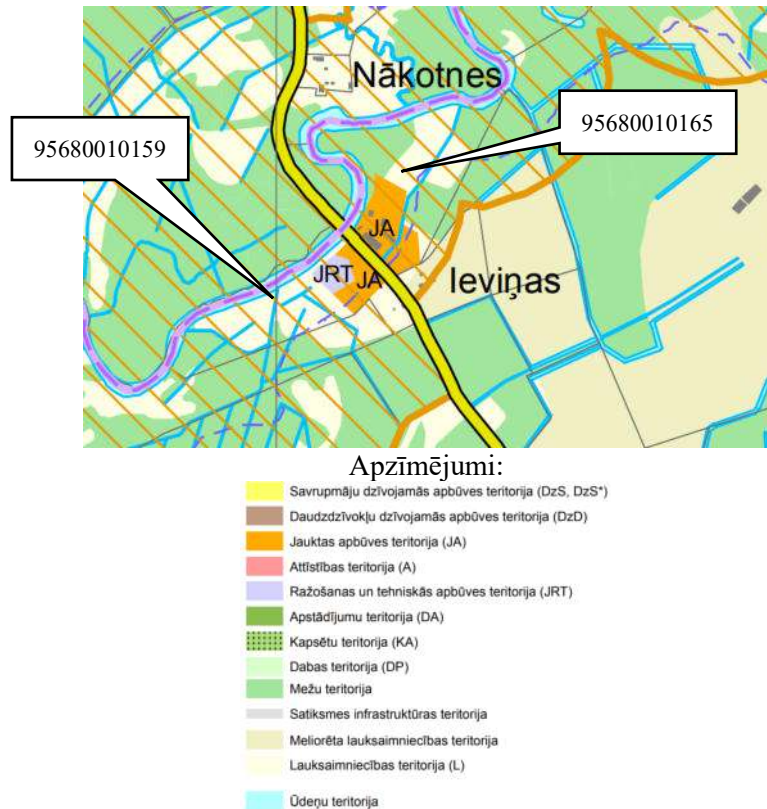 Nākotnes
95680010165
95680010159
JA
JRT
JA
Ieviņas
Apzīmējumi:
Savrupmāju dzīvojamās apbūves teritorija (DzS, DzS*)
Daudzdzīvokļu dzīvojamās apbūves teritorija (DzD)
Jauktas apbūves teritorija (JA)
Attīstības teritorija (A)
Ražošanas un tehniskās apbūves teritorija (JRT)
Apstādījumu teritorija (DA)
Kapsētu teritorija (KA)
Dabas teritorija (DP)
Mežu teritorija
Satiksmes infrastruktūras teritorija
Meliorēta lauksaimniecības teritorija
Lauksaimniecības teritorija (L)
Ūdeņu teritorija